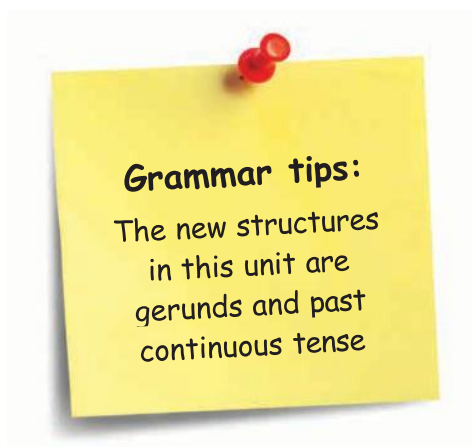 Grammar tips:
The new structures
in this unit are
gerunds and past
continuous tense